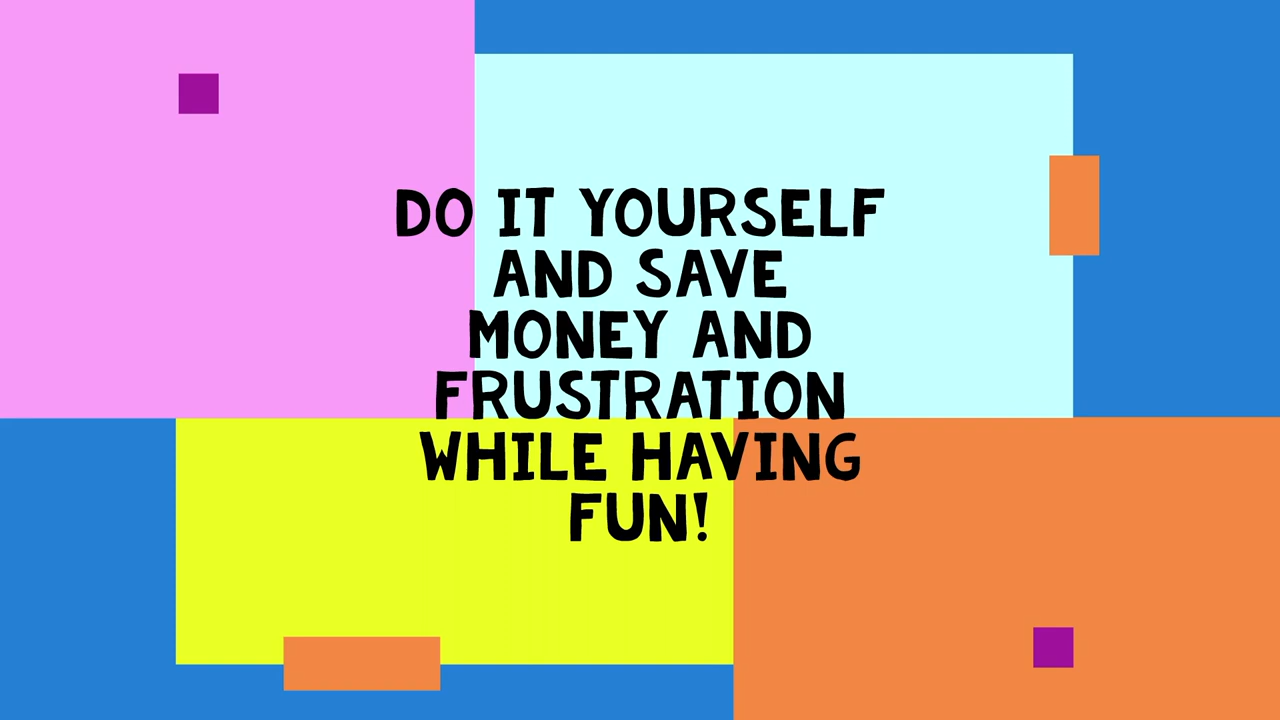 DO IT YOURSELF
AND SAVE
MONEY AND
FRUSTRATION
WHILE HAVING
FUN!